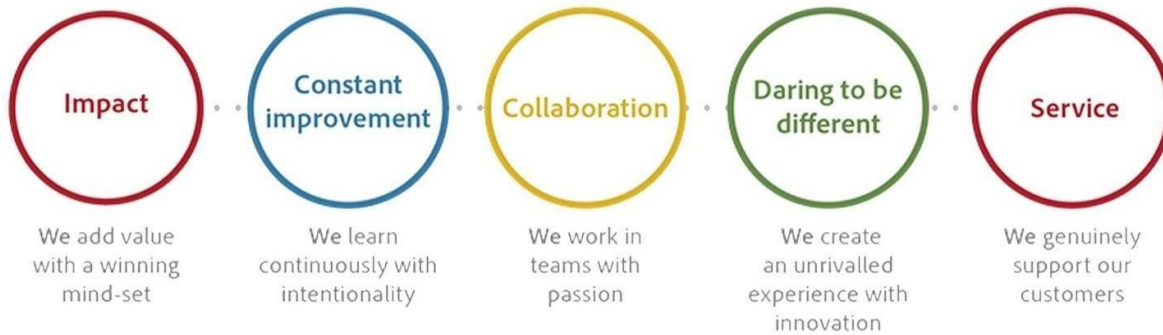 Impact
We add value
with a winning
mind-set
Constant
improvement
We learn
continuously with
intentionality
Collaboration
We work in
teams with
passion
Daring to be
different
We create
an unrivalled
experience with
innovation
Service
We genuinely
support our
customers